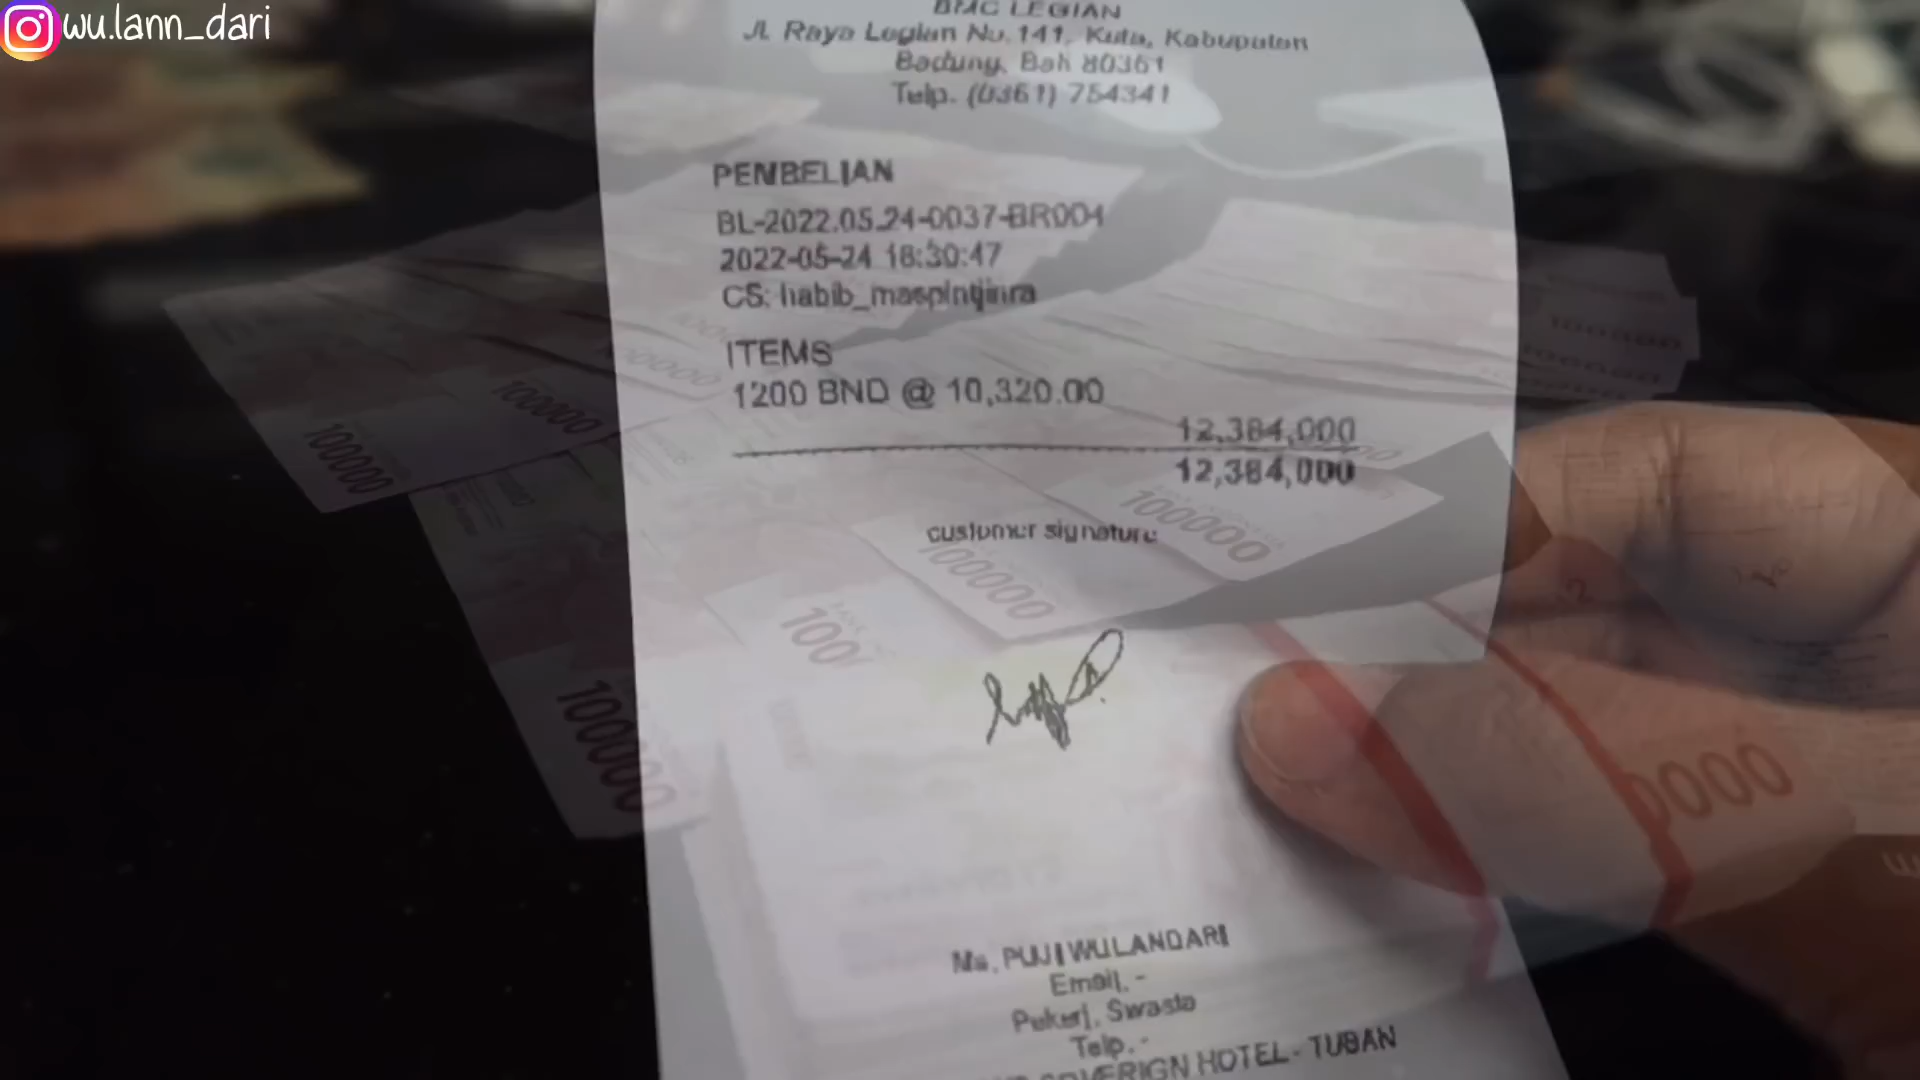 wu.lann_dari
BMC LEGIAN
Jl. Raya Legian No. 141, Kuta, Kabupaten
Badung, Bali 80361
Telp. (0361) 754341
PEMBELIAN
BL-2022.05.24-0037-BR004
2022-05-24 18:30:47
CS: habib_maspintjinra
ITEMS
1200 BND @ 10,320.00
12,384,000
12,384,000
customer signature
100000
100000
100000
100000
100000
Ms. PUJI WULANDARI
Email. -
Pekerj. Swasta
Telp. -
HOTEL - TUBAN